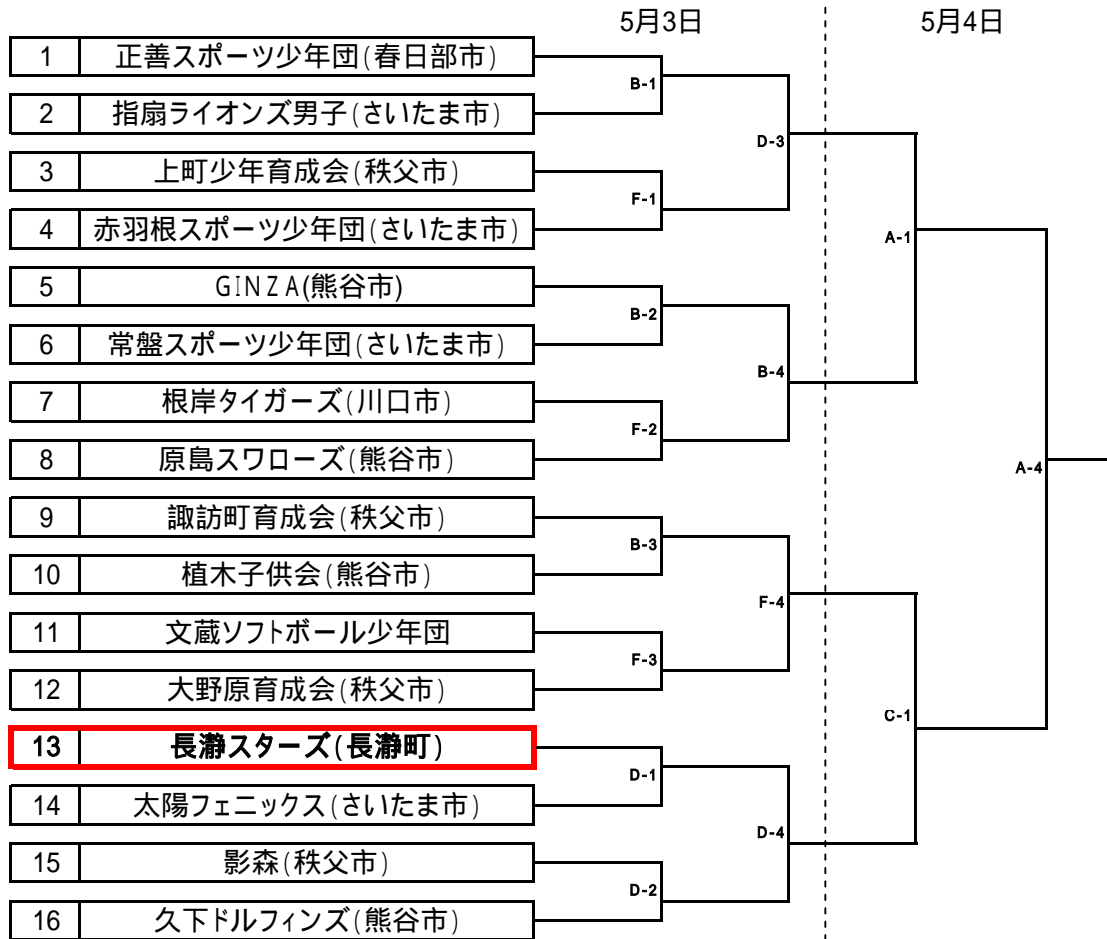 5月3日 5月4日
1 正善スポーツ少年団(春日部市)
B-1
2 指扇ライオンズ男子(さいたま市)
D-3
3 上町少年育成会(秩父市)
F-1
4 赤羽根スポーツ少年団(さいたま市)
A-1
5 GINZA(熊谷市)
B-2
6 常盤スポーツ少年団(さいたま市)
B-4
7 根岸タイガーズ(川口市)
F-2
8 原島スワローズ(熊谷市)
A-4
9 諏訪町育成会(秩父市)
B-3
10 植木子供会(熊谷市)
F-4
11 文蔵ソフトボール少年団
F-3
12 大野原育成会(秩父市)
C-1
13 長瀞スターズ(長瀞町)
D-1
14 太陽フェニックス(さいたま市)
D-4
15 影森(秩父市)
D-2
16 久下ドルフィンズ(熊谷市)